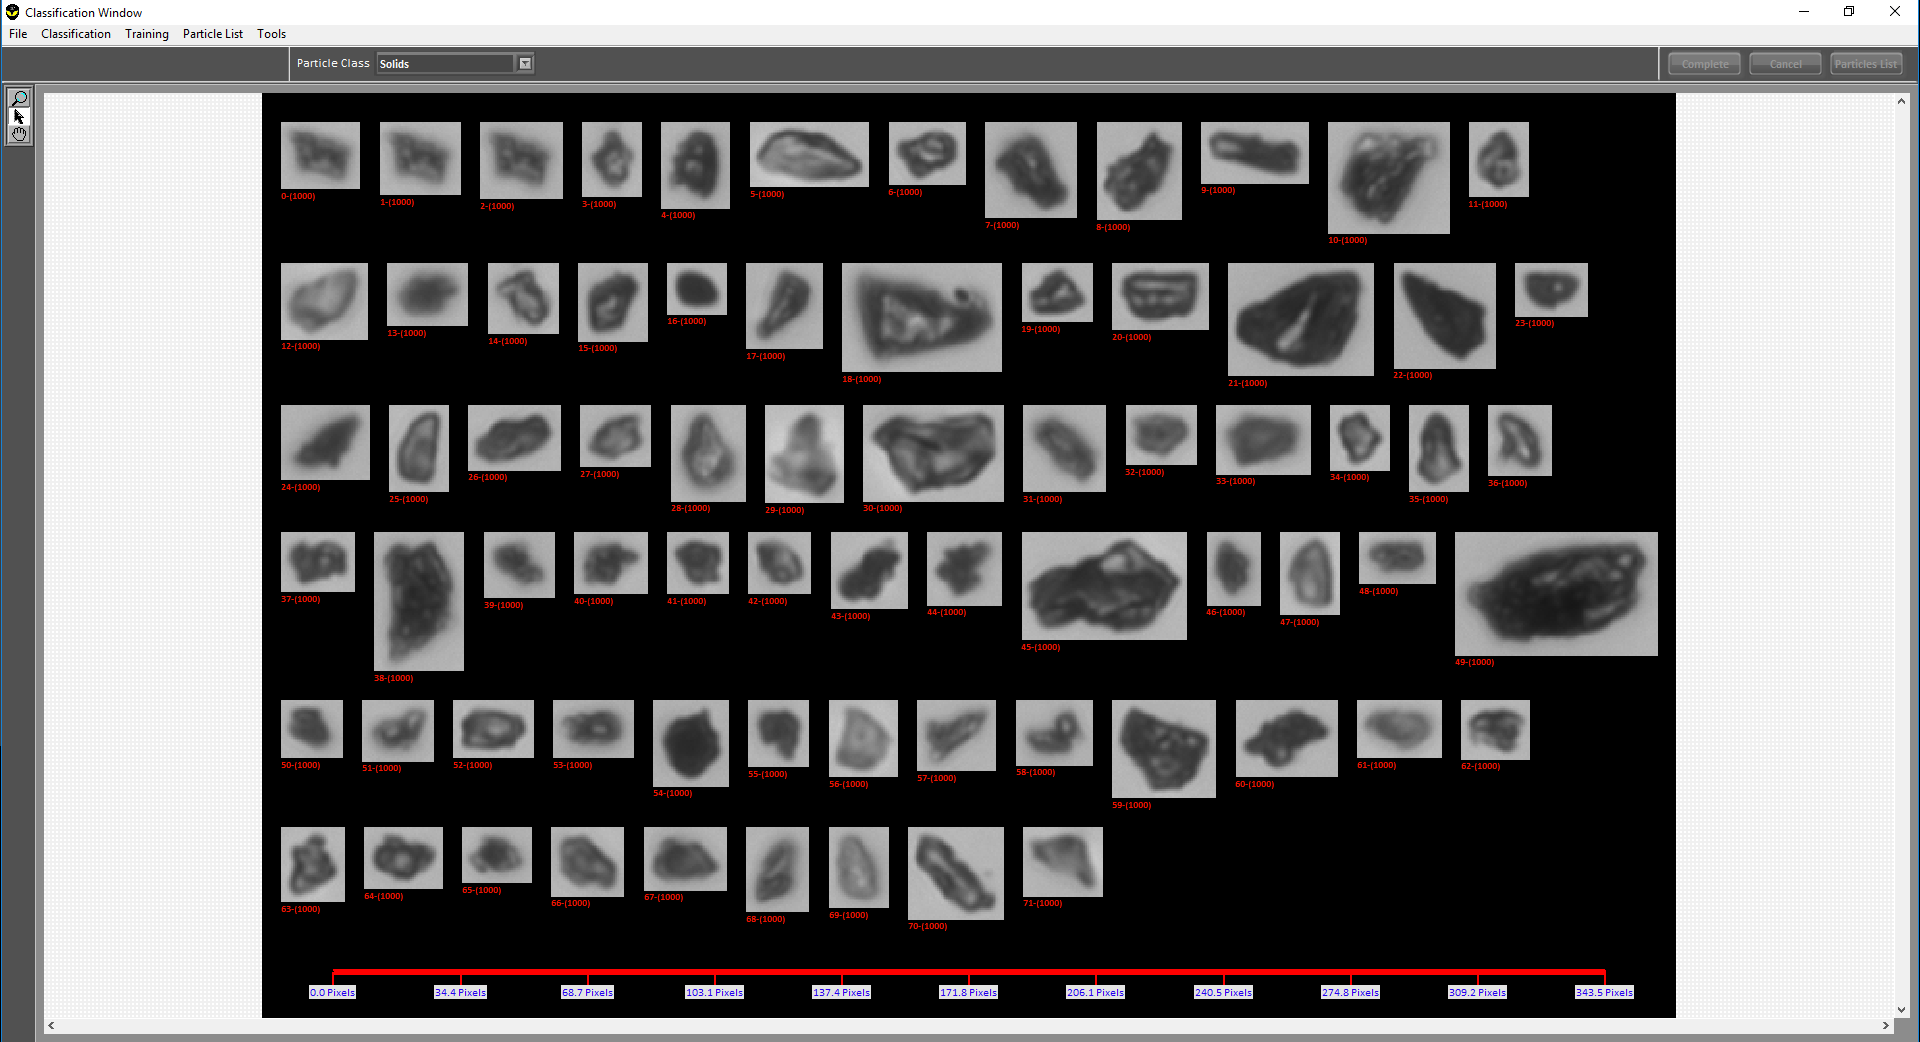 Classification Window
File Classification Training Particle List Tools
Particle Class Solids Complete Cancel Particles List
0-(1000) 1-(1000) 2-(1000) 3-(1000) 4-(1000) 5-(1000) 6-(1000) 7-(1000) 8-(1000) 9-(1000) 10-(1000) 11-(1000)
12-(1000) 13-(1000) 14-(1000) 15-(1000) 16-(1000) 17-(1000) 18-(1000) 19-(1000) 20-(1000) 21-(1000) 22-(1000) 23-(1000)
24-(1000) 25-(1000) 26-(1000) 27-(1000) 28-(1000) 29-(1000) 30-(1000) 31-(1000) 32-(1000) 33-(1000) 34-(1000) 35-(1000) 36-(1000)
37-(1000) 38-(1000) 39-(1000) 40-(1000) 41-(1000) 42-(1000) 43-(1000) 44-(1000) 45-(1000) 46-(1000) 47-(1000) 48-(1000) 49-(1000)
50-(1000) 51-(1000) 52-(1000) 53-(1000) 54-(1000) 55-(1000) 56-(1000) 57-(1000) 58-(1000) 59-(1000) 60-(1000) 61-(1000) 62-(1000)
63-(1000) 64-(1000) 65-(1000) 66-(1000) 67-(1000) 68-(1000) 69-(1000) 70-(1000) 71-(1000)
0.0 Pixels 34.4 Pixels 68.7 Pixels 103.1 Pixels 137.4 Pixels 171.8 Pixels 206.1 Pixels 240.5 Pixels 274.8 Pixels 309.2 Pixels 343.5 Pixels